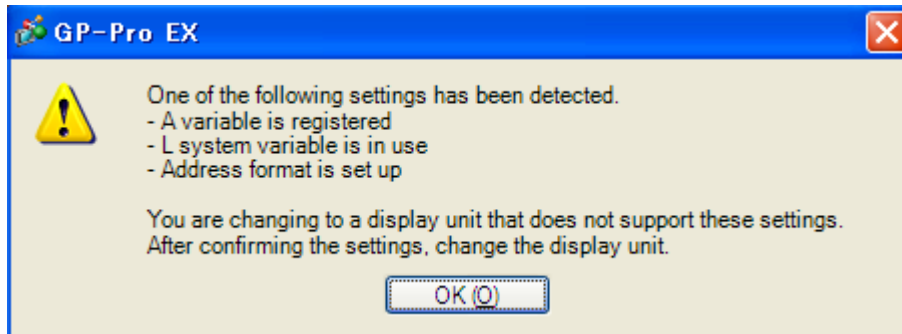 GP-Pro EX
One of the following settings has been detected.
- A variable is registered
- L system variable is in use
- Address format is set up
You are changing to a display unit that does not support these settings.
After confirming the settings, change the display unit.
OK (O)